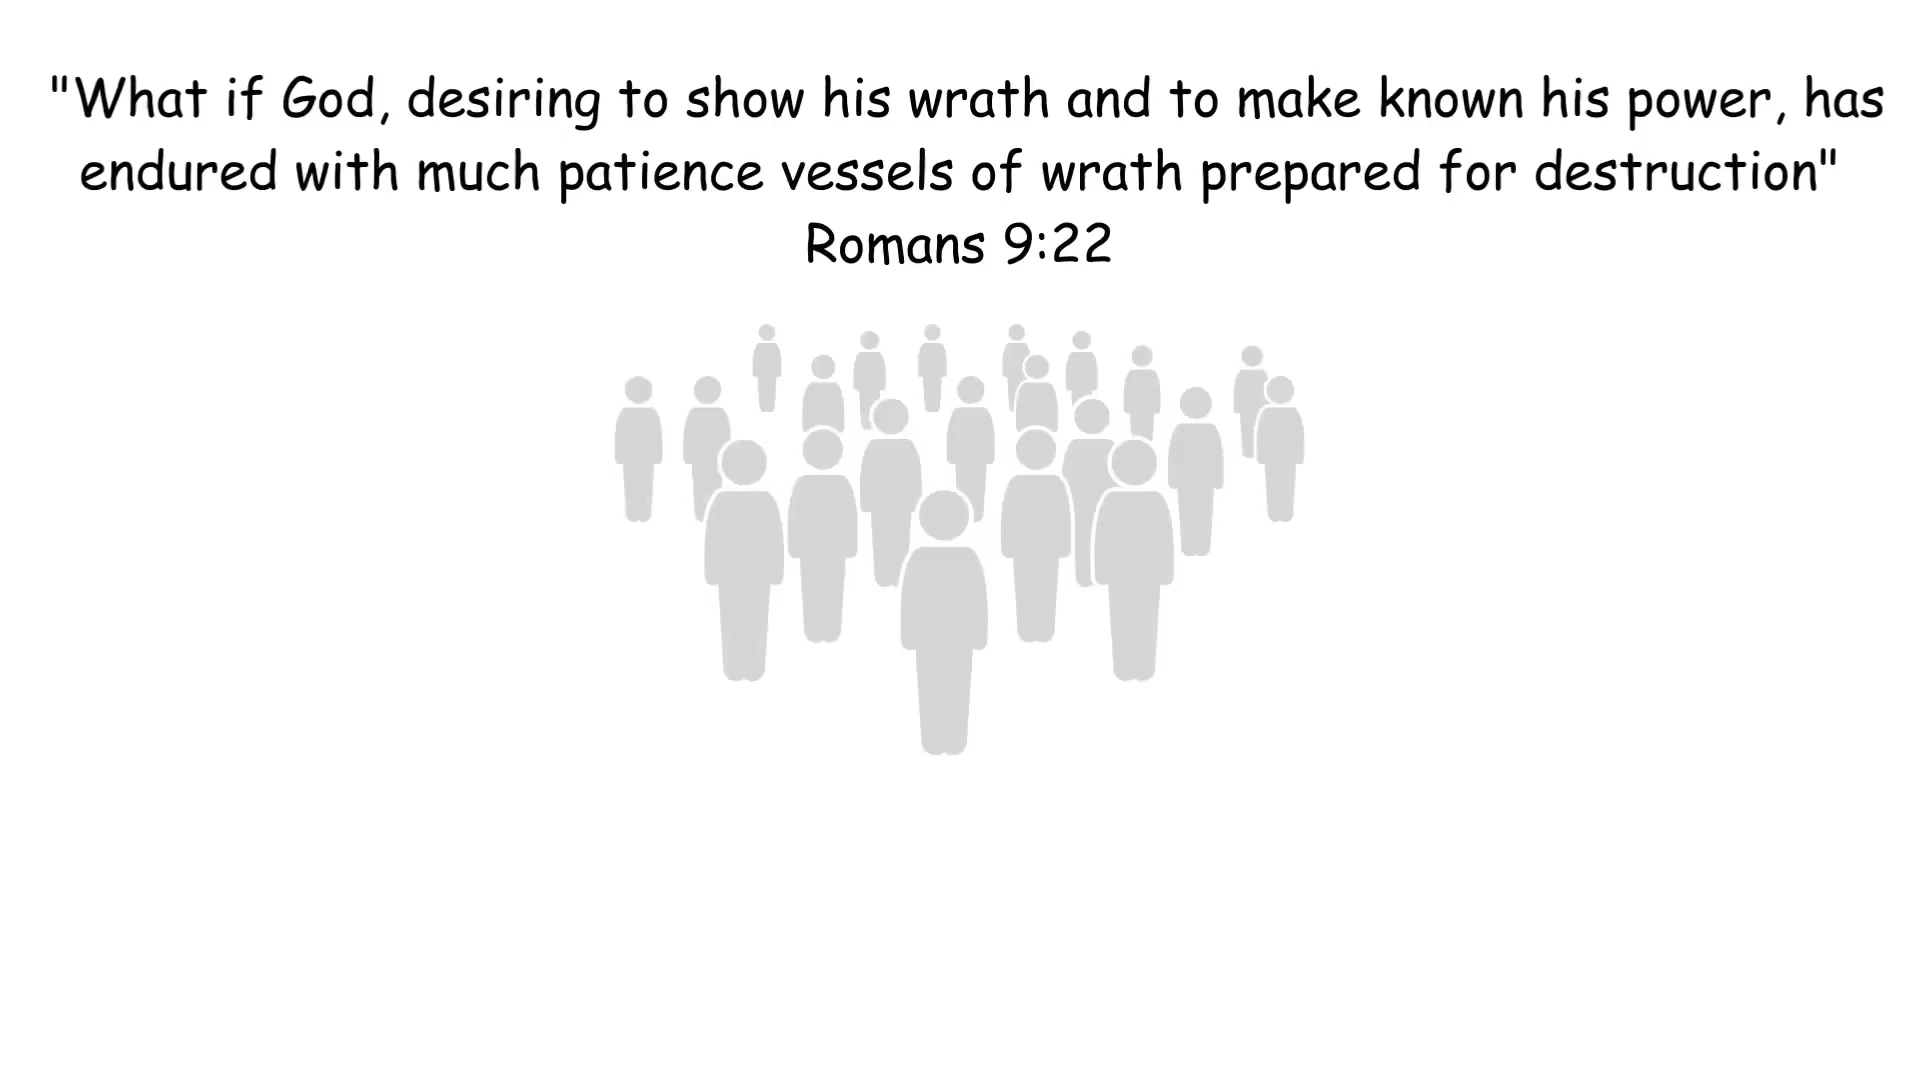 "What if God, desiring to show his wrath and to make known his power, has
endured with much patience vessels of wrath prepared for destruction"
Romans 9:22